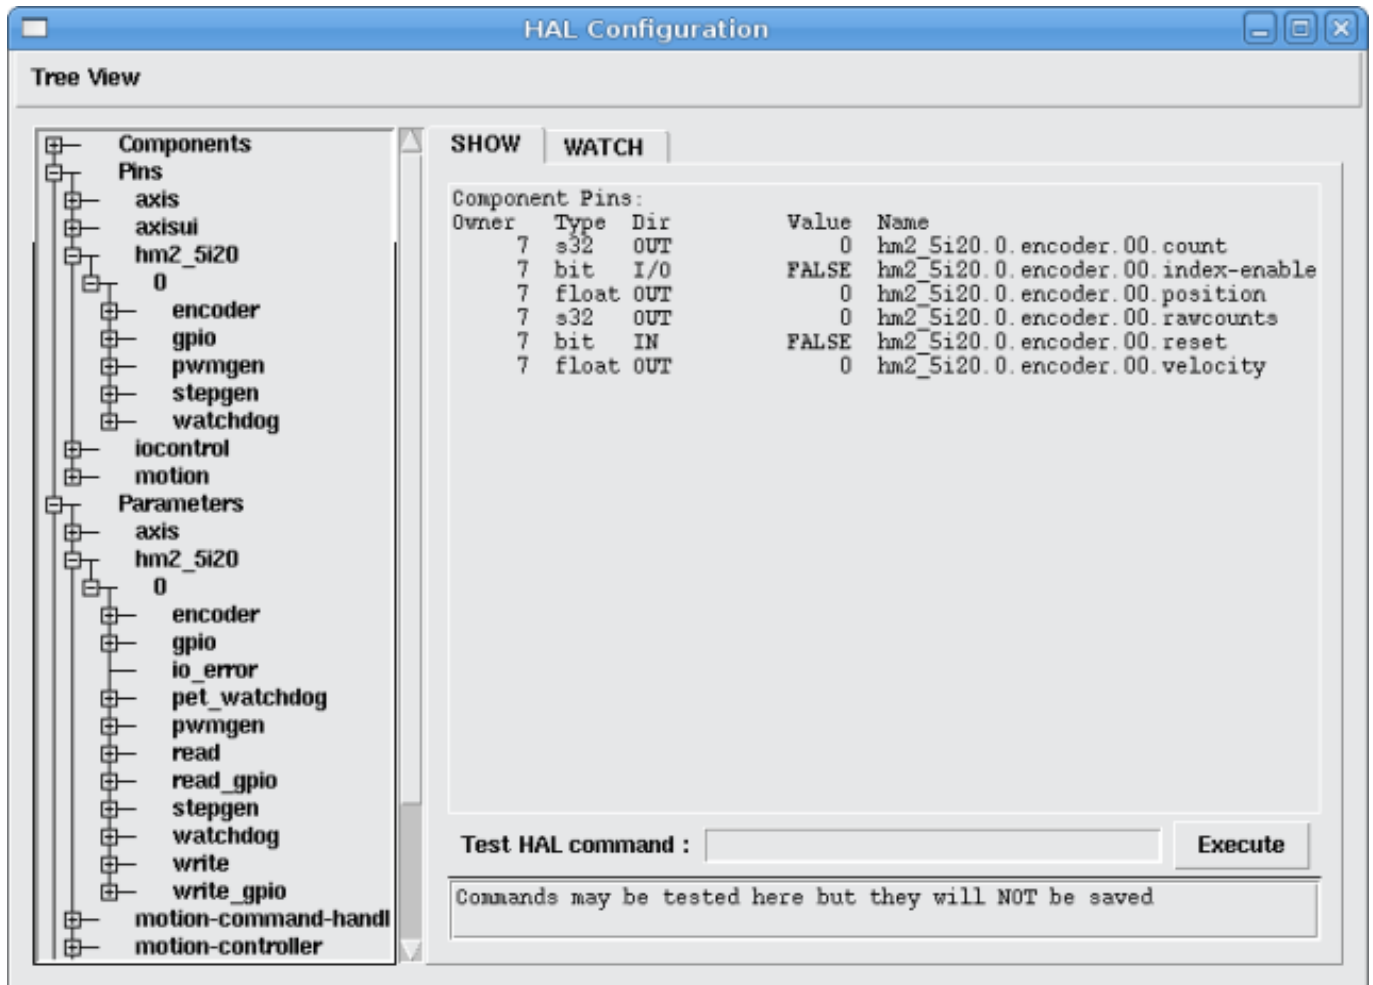 HAL Configuration
Tree View
Components
Pins
axis
axisui
hm2_5i20
0
encoder
gpio
pwmgen
stepgen
watchdog
iocontrol
motion
Parameters
axis
hm2_5i20
0
encoder
gpio
io_error
pet_watchdog
pwmgen
read
read_gpio
stepgen
watchdog
write
write_gpio
motion-command-handl
motion-controller
SHOW WATCH
Component Pins:
Owner Type Dir Value Name
7 s32 OUT 0 hm2_5i20.0.encoder.00.count
7 bit I/O FALSE hm2_5i20.0.encoder.00.index-enable
7 float OUT 0 hm2_5i20.0.encoder.00.position
7 s32 OUT 0 hm2_5i20.0.encoder.00.rawcounts
7 bit IN FALSE hm2_5i20.0.encoder.00.reset
7 float OUT 0 hm2_5i20.0.encoder.00.velocity
Test HAL command : Execute
Commands may be tested here but they will NOT be saved